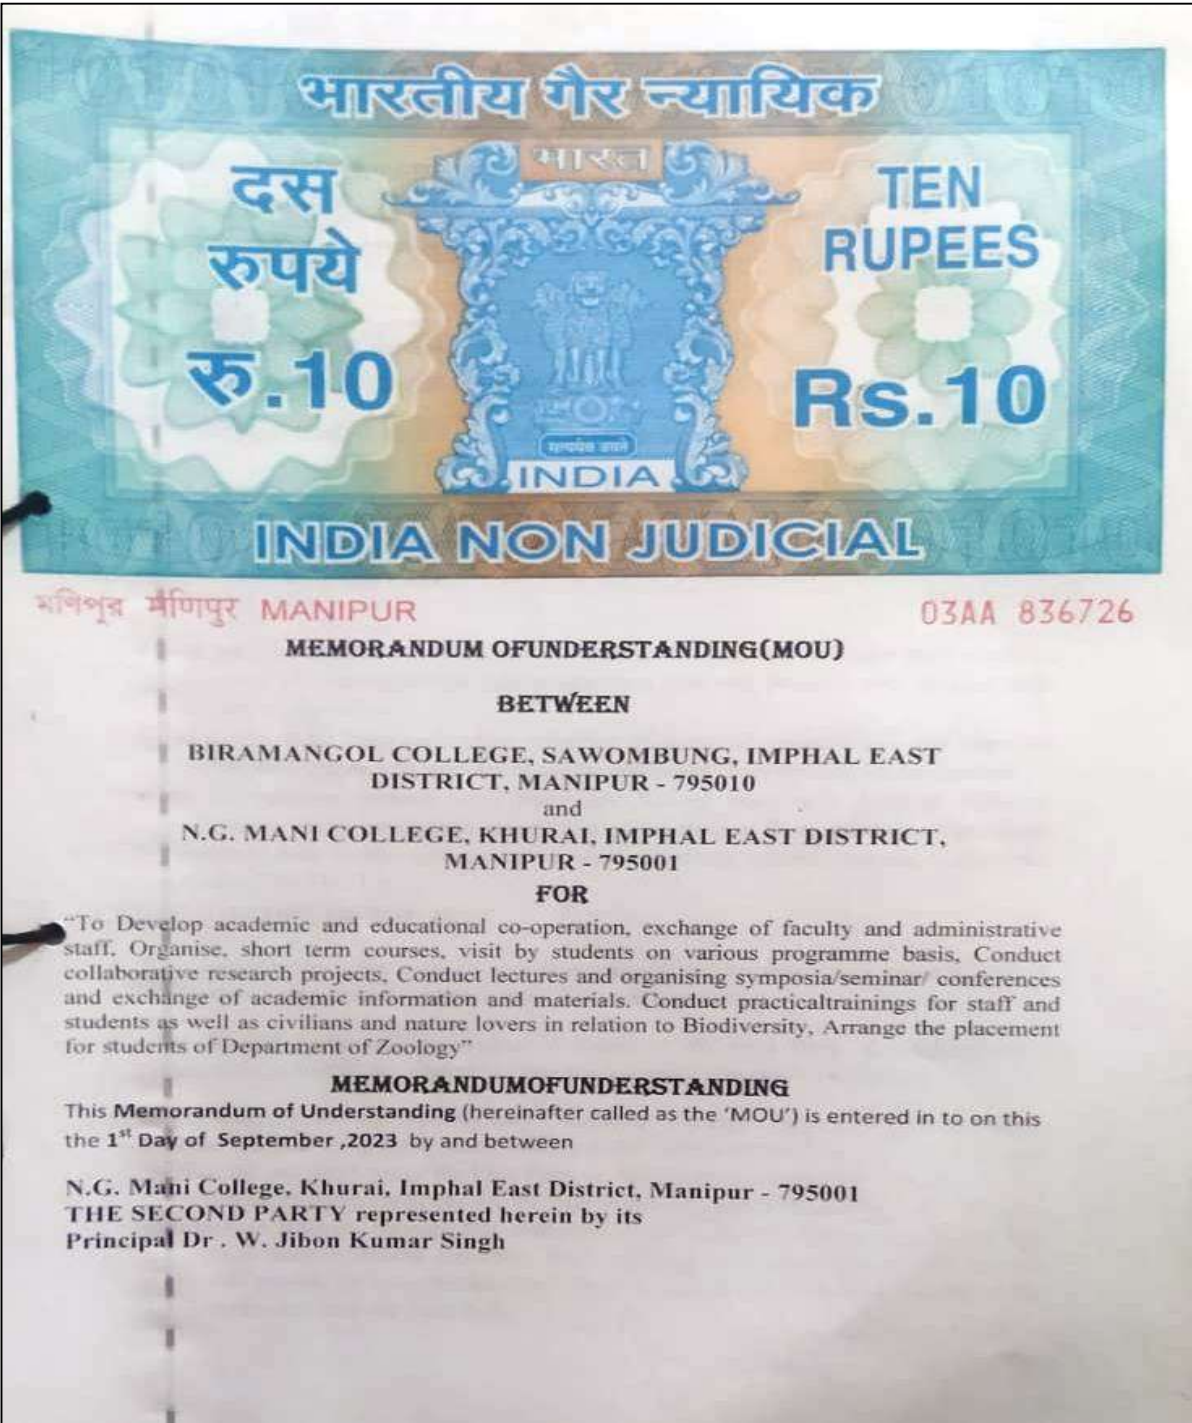 भारतीय गैर न्यायिक
भारत
दस
रुपये
रु.10
TEN
RUPEES
Rs.10
सत्यमेव जयते
INDIA
INDIA NON JUDICIAL
মণিপুর मणिपुर MANIPUR
03AA 836726
MEMORANDUM OFUNDERSTANDING(MOU)
BETWEEN
BIRAMANGOL COLLEGE, SAWOMBUNG, IMPHAL EAST
DISTRICT, MANIPUR - 795010
and
N.G. MANI COLLEGE, KHURAI, IMPHAL EAST DISTRICT,
MANIPUR - 795001
FOR
“To Develop academic and educational co-operation, exchange of faculty and administrative
staff, Organise, short term courses, visit by students on various programme basis, Conduct
collaborative research projects, Conduct lectures and organising symposia/seminar/ conferences
and exchange of academic information and materials. Conduct practicaltrainings for staff and
students as well as civilians and nature lovers in relation to Biodiversity, Arrange the placement
for students of Department of Zoology”
MEMORANDUMOFUNDERSTANDING
This Memorandum of Understanding (hereinafter called as the ‘MOU’) is entered in to on this
the 1st Day of September ,2023 by and between
N.G. Mani College, Khurai, Imphal East District, Manipur - 795001
THE SECOND PARTY represented herein by its
Principal Dr . W. Jibon Kumar Singh